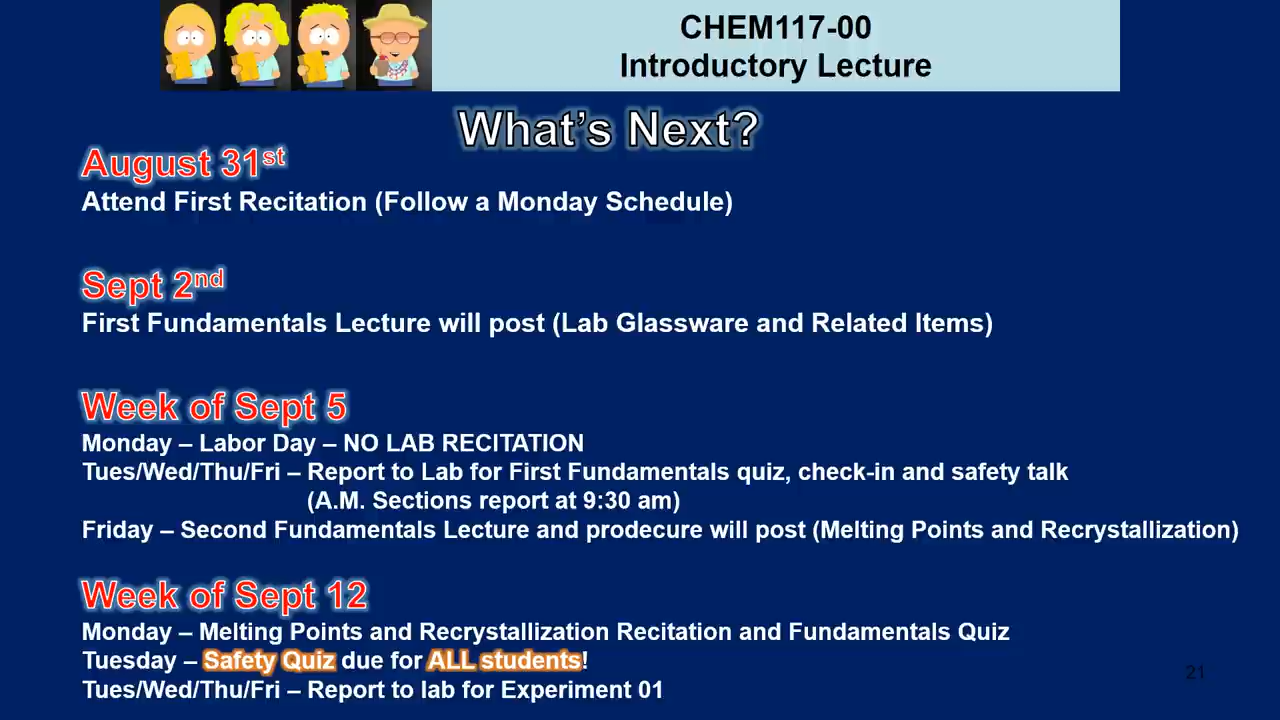 CHEM117-00
Introductory Lecture
What's Next?
August 31st
Attend First Recitation (Follow a Monday Schedule)
Sept 2nd
First Fundamentals Lecture will post (Lab Glassware and Related Items)
Week of Sept 5
Monday – Labor Day – NO LAB RECITATION
Tues/Wed/Thu/Fri – Report to Lab for First Fundamentals quiz, check-in and safety talk
(A.M. Sections report at 9:30 am)
Friday – Second Fundamentals Lecture and prodecure will post (Melting Points and Recrystallization)
Week of Sept 12
Monday – Melting Points and Recrystallization Recitation and Fundamentals Quiz
Tuesday – Safety Quiz due for ALL students!
Tues/Wed/Thu/Fri – Report to lab for Experiment 01
21